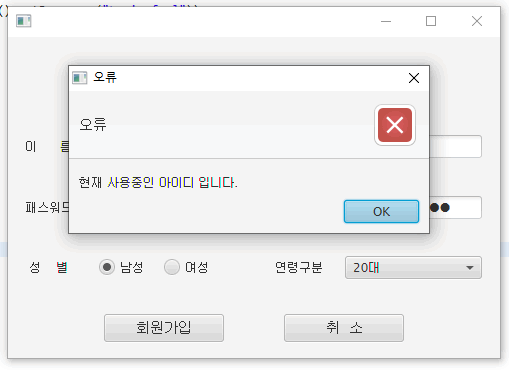 오류
오류
현재 사용중인 아이디 입니다.
OK
이
패스워드
성 별 남성 여성 연령구분 20대
회원가입 취 소